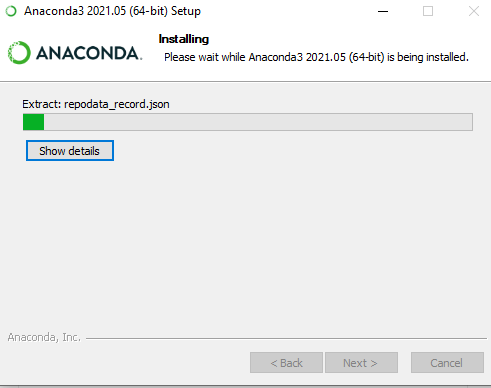 Anaconda3 2021.05 (64-bit) Setup
ANACONDA.
Installing
Please wait while Anaconda3 2021.05 (64-bit) is being installed.
Extract: repodata_record.json
Show details
Anaconda, Inc.
< Back
Next >
Cancel